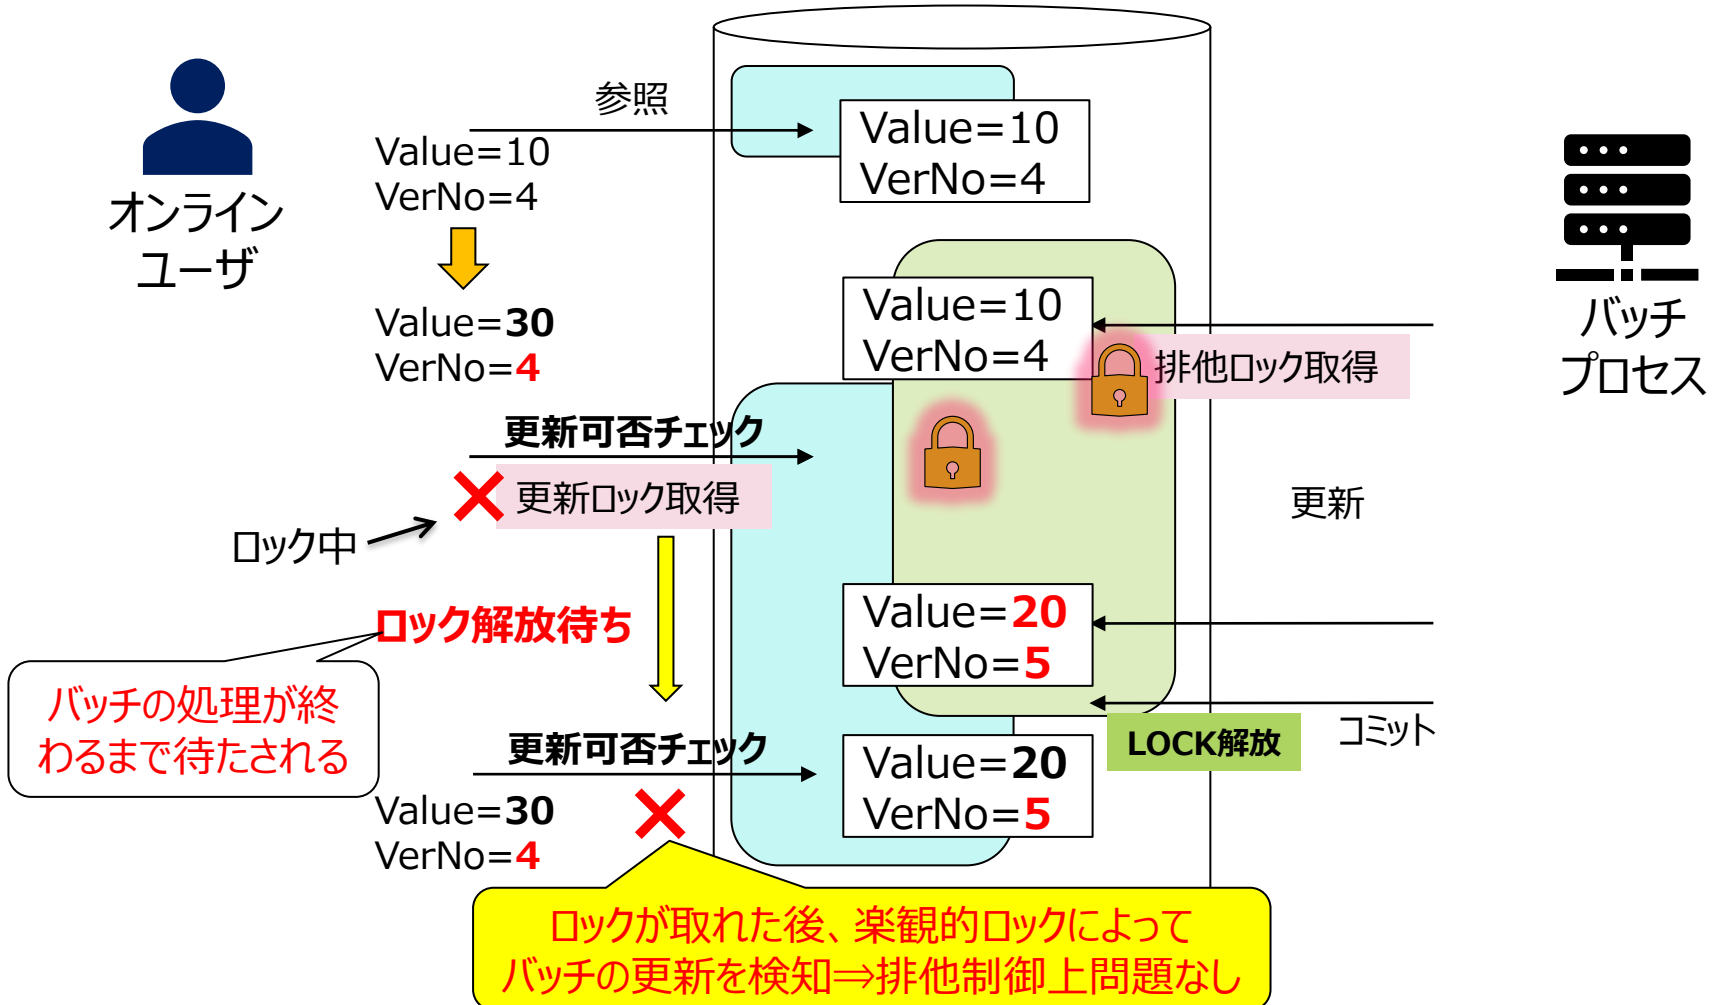 参照
Value=10
VerNo=4
Value=10
VerNo=4
オンライン
ユーザ
バッチ
プロセス
Value=30
VerNo=4
Value=10
VerNo=4
排他ロック取得
更新可否チェック
更新ロック取得
ロック中
更新
ロック解放待ち
Value=20
VerNo=5
バッチの処理が終
わるまで待たされる
コミット
LOCK解放
更新可否チェック
Value=20
VerNo=5
Value=30
VerNo=4
ロックが取れた後、楽観的ロックによって
バッチの更新を検知⇒排他制御上問題なし